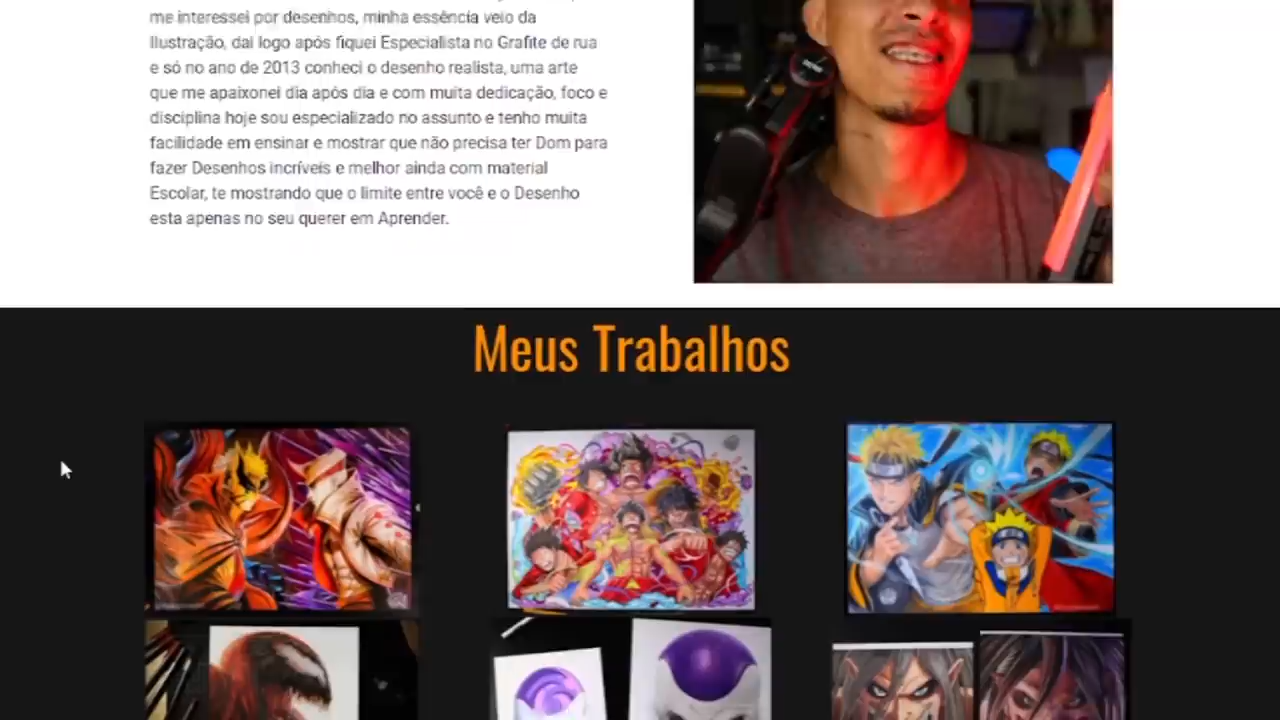 me interessei por desenhos, minha essência veio da
Ilustração, dai logo após fiquei Especialista no Grafite de rua
e só no ano de 2013 conheci o desenho realista, uma arte
que me apaixonei dia após dia e com muita dedicação, foco e
disciplina hoje sou especializado no assunto e tenho muita
facilidade em ensinar e mostrar que não precisa ter Dom para
fazer Desenhos incríveis e melhor ainda com material
Escolar, te mostrando que o limite entre você e o Desenho
esta apenas no seu querer em Aprender.
Meus Trabalhos